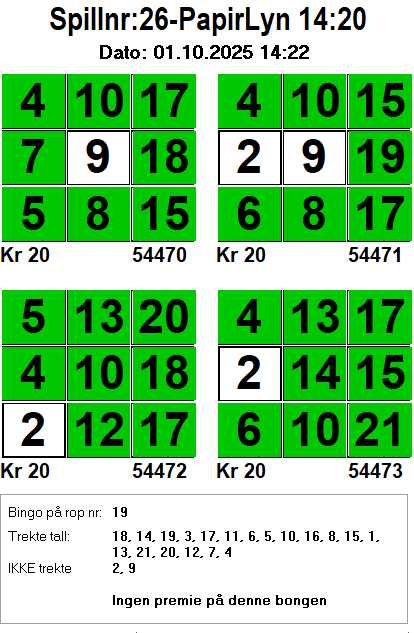 Spillnr:26-PapirLyn 14:20
Dato: 01.10.2025 14:22
4 10 17 4 10 15
7 9 18 2 9 19
5 8 15 6 8 17
Kr 20 54470 Kr 20 54471
5 13 20 4 13 17
4 10 18 2 14 15
2 12 17 6 10 21
Kr 20 54472 Kr 20 54473
Bingo på rop nr: 19
Trekte tall: 18, 14, 19, 3, 17, 11, 6, 5, 10, 16, 8, 15, 1,
13, 21, 20, 12, 7, 4
IKKE trekte 2, 9
Ingen premie på denne bongen